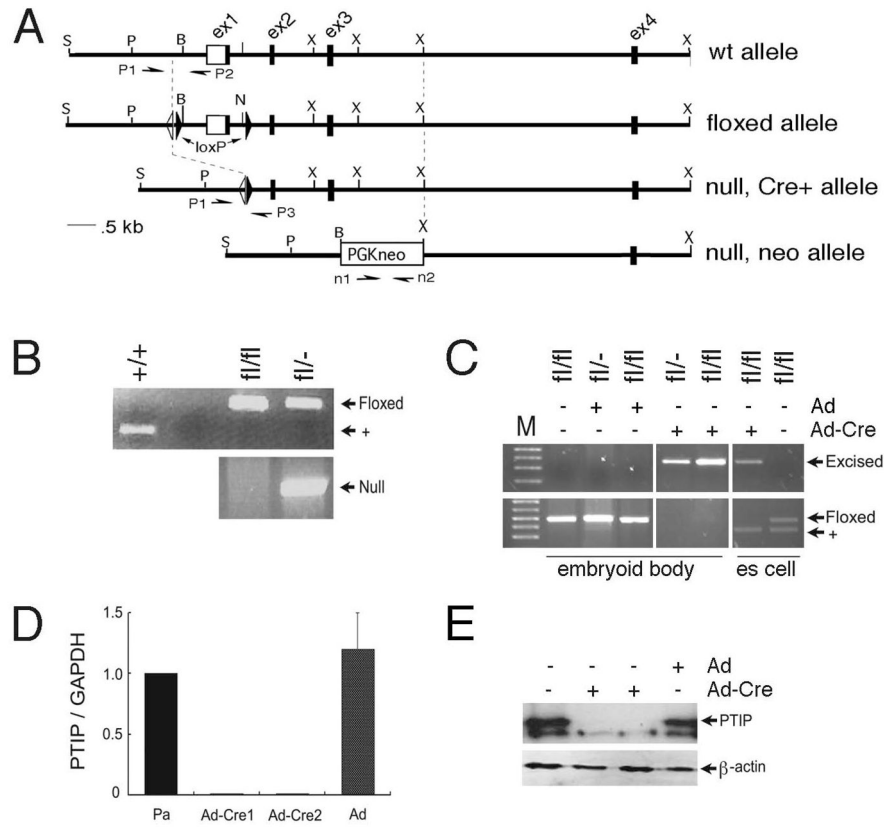 A
ex1 ex2 ex3 ex4
S P B X X X X
wt allele
P1 P2
S P B N X X X X
loxP
floxed allele
S P X X X X
null, Cre+ allele
P1 P3
.5 kb
S P B X X
PGKneo
null, neo allele
n1 n2
B
+/+ fl/fl fl/-
Floxed
+
Null
C
fl/fl fl/- fl/fl fl/- fl/fl fl/fl fl/fl
- + + - - - - Ad
M - - - + + + - Ad-Cre
Excised
Floxed
+
embryoid body es cell
D
PTIP / GAPDH
1.5
1.0
0.5
0
Pa Ad-Cre1 Ad-Cre2 Ad
E
- - - + Ad
- + + - Ad-Cre
PTIP
β-actin